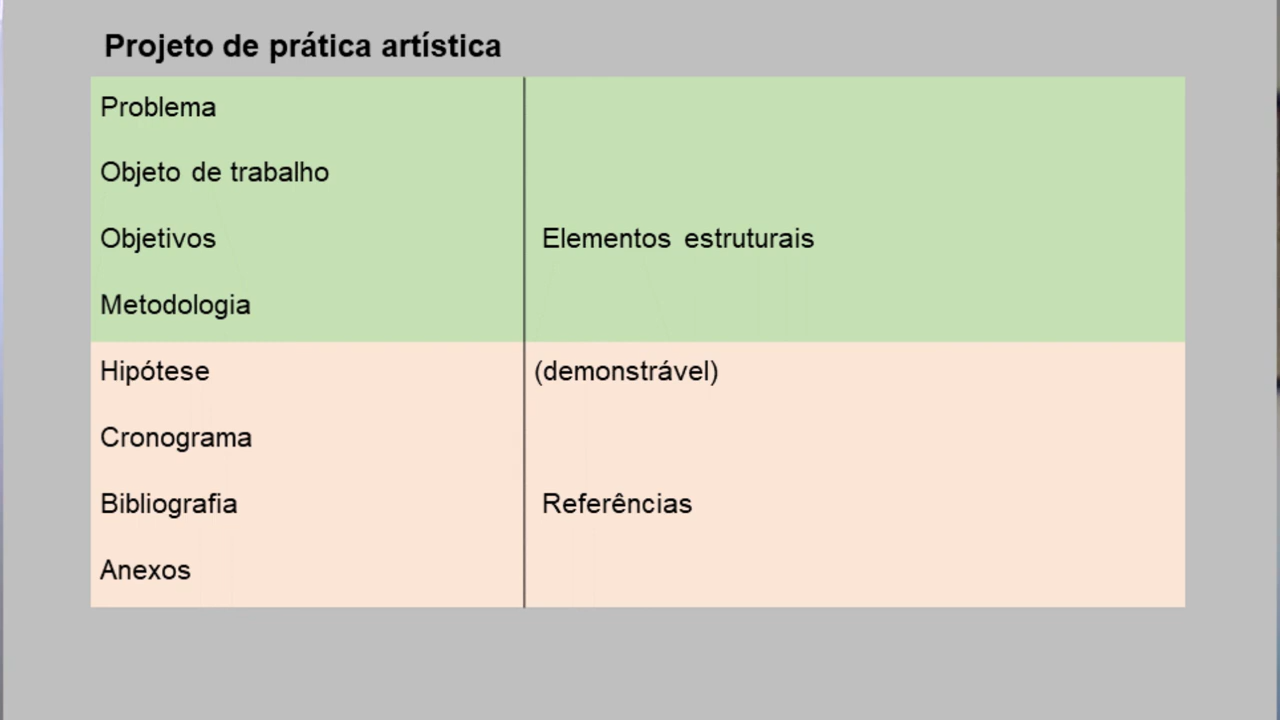 Projeto de prática artística
Problema
Objeto de trabalho
Objetivos Elementos estruturais
Metodologia
Hipótese (demonstrável)
Cronograma
Bibliografia Referências
Anexos